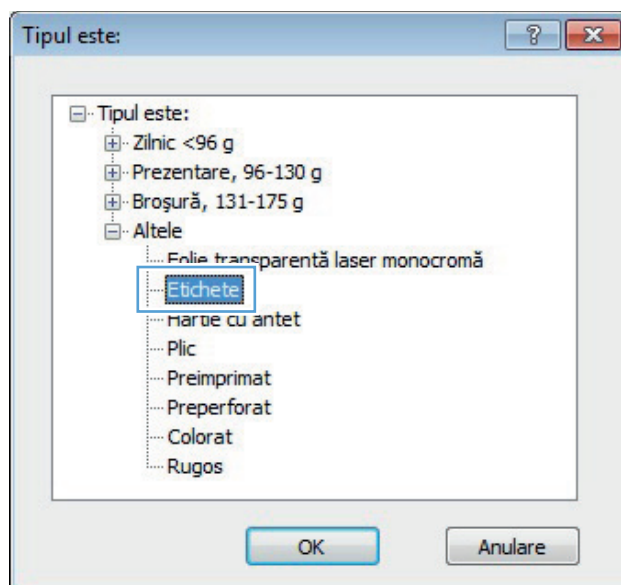 Tipul este:
Tipul este:
Zilnic <96 g
Prezentare, 96-130 g
Broşură, 131-175 g
Altele
Folie transparentă laser monocromă
Etichete
Hârtie cu antet
Plic
Preimprimat
Preperforat
Colorat
Rugos
OK
Anulare